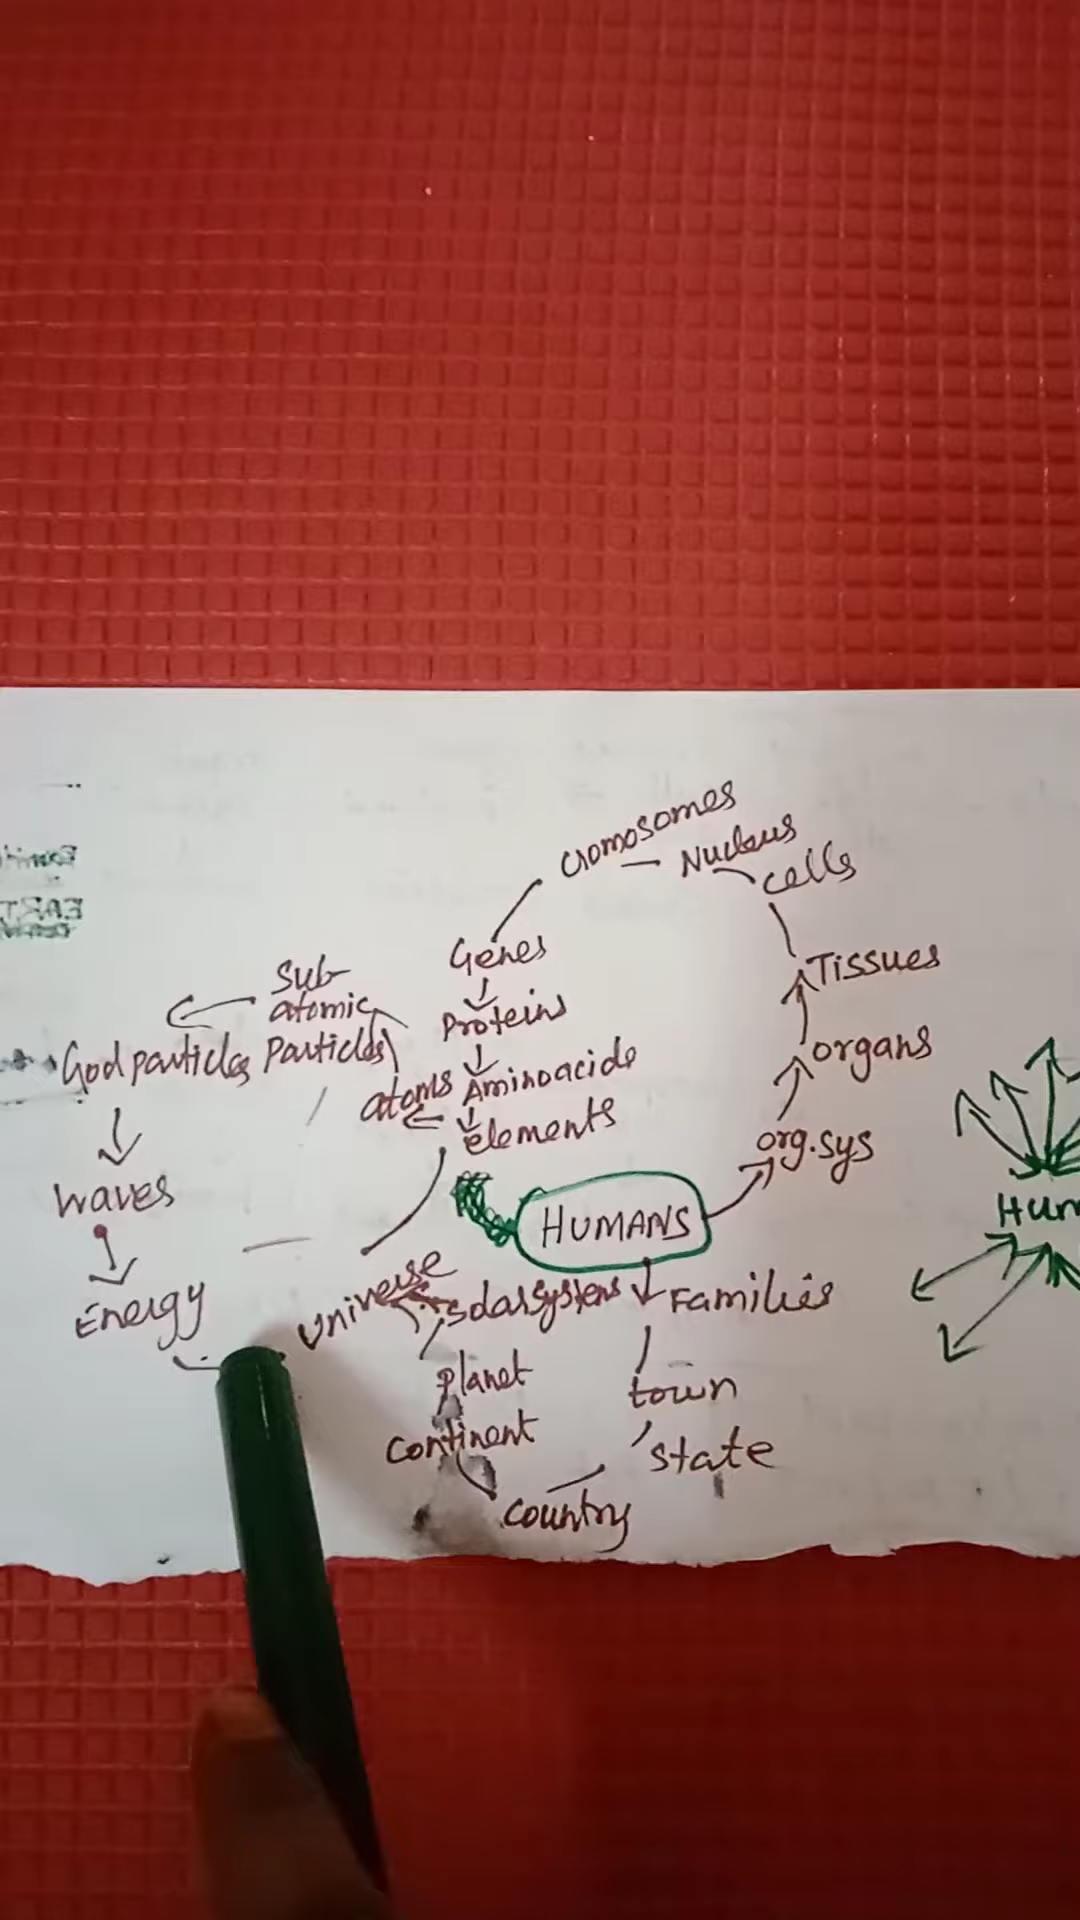 Cromosomes
Nucleus
cells
Genes
Tissues
Sub-
atomic
Particles
Proteins
God particles
organs
Aminoacids
atoms
elements
org.sys
waves
HUMANS
Hum
Energy
universe
Solarsystems
Families
planet
town
continent
state
country